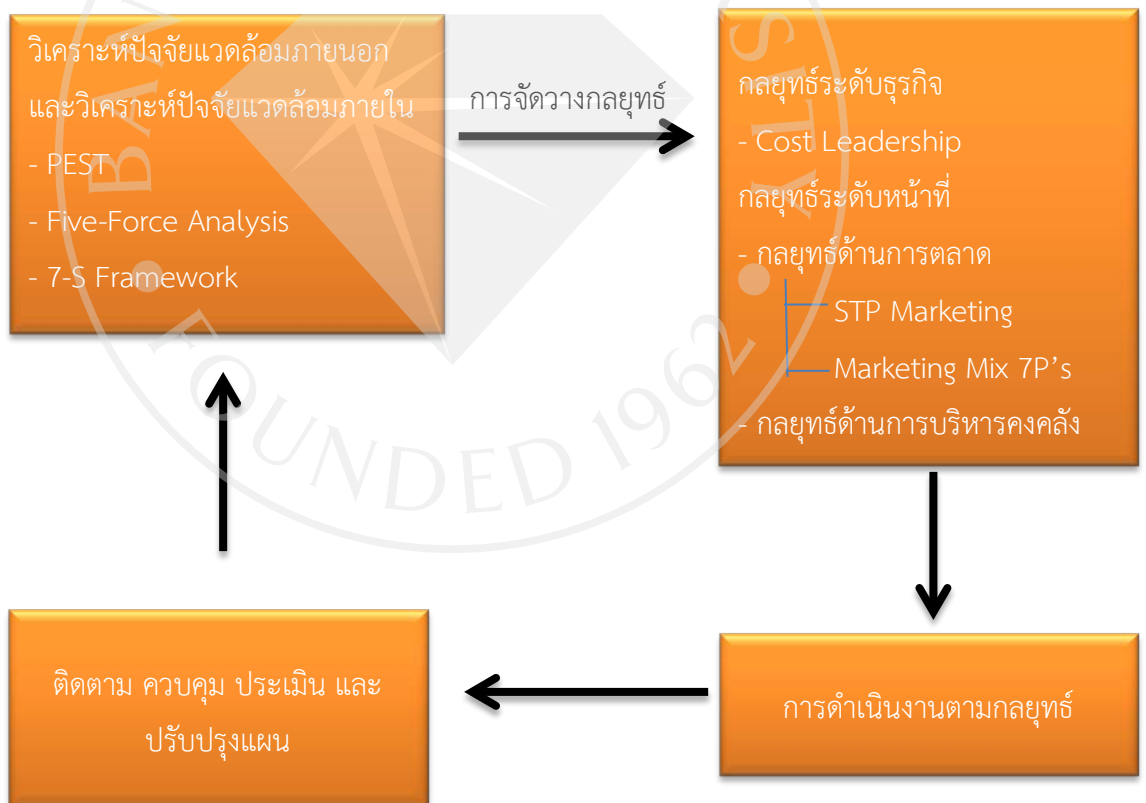 วิเคราะห์ปัจจัยแวดล้อมภายนอก
และวิเคราะห์ปัจจัยแวดล้อมภายใน
- PEST
- Five-Force Analysis
- 7-S Framework
การจัดวางกลยุทธ์
กลยุทธ์ระดับธุรกิจ
- Cost Leadership
กลยุทธ์ระดับหน้าที่
- กลยุทธ์ด้านการตลาด
STP Marketing
Marketing Mix 7P’s
- กลยุทธ์ด้านการบริหารคงคลัง
การดำเนินงานตามกลยุทธ์
ติดตาม ควบคุม ประเมิน และ
ปรับปรุงแผน
FOUNDED 1962